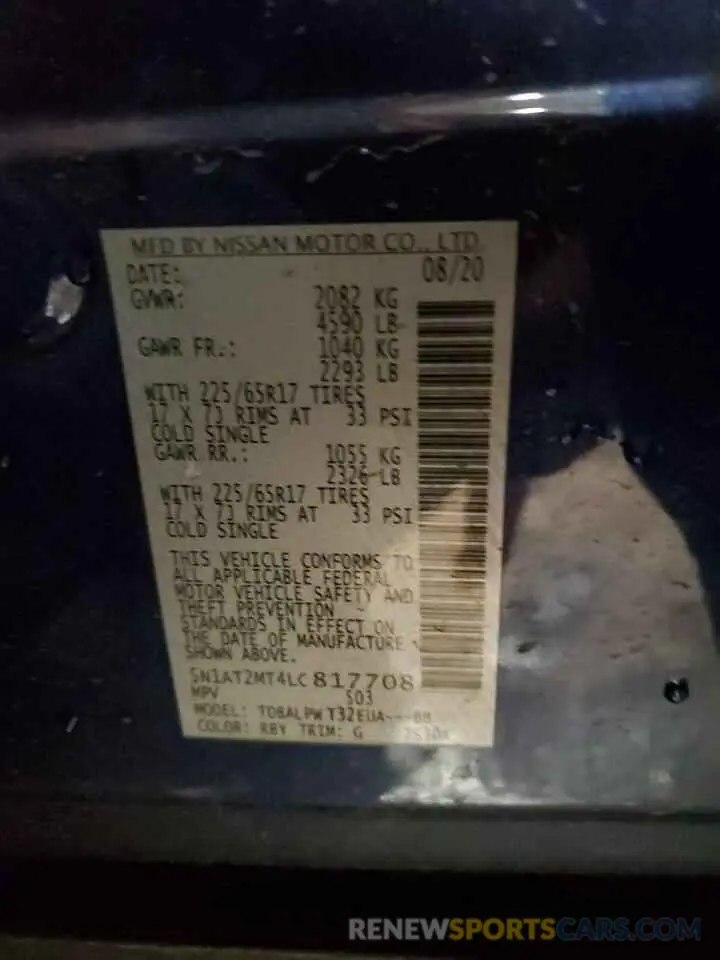 MFD BY NISSAN MOTOR CO., LTD.
DATE: 08/20
GVWR: 2082 KG
4590 LB
GAWR FR.: 1040 KG
2293 LB
WITH 225/65R17 TIRES
17 X 7J RIMS AT 33 PSI
COLD SINGLE
GAWR RR.: 1055 KG
2326 LB
WITH 225/65R17 TIRES
17 X 7J RIMS AT 33 PSI
COLD SINGLE
THIS VEHICLE CONFORMS TO
ALL APPLICABLE FEDERAL
MOTOR VEHICLE SAFETY AND
THEFT PREVENTION
STANDARDS IN EFFECT ON
THE DATE OF MANUFACTURE
SHOWN ABOVE.
5N1AT2MT4LC817708
MPV S03
MODEL: TDBALPW T32EUA---BB
COLOR: RBY TRIM: G
RENEWSPORTSCARS.COM